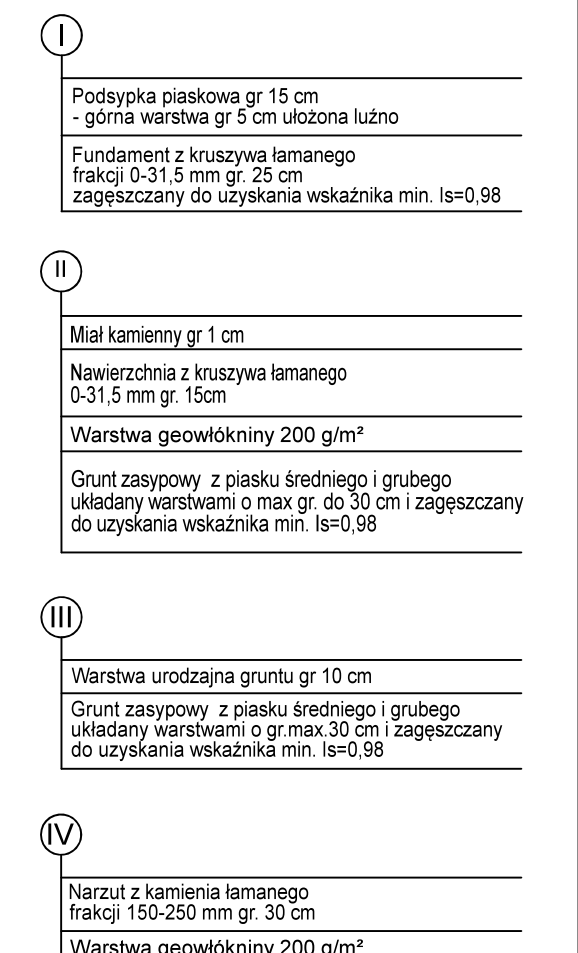 I
Podsypka piaskowa gr 15 cm
- górna warstwa gr 5 cm ułożona luźno
Fundament z kruszywa łamanego
frakcji 0-31,5 mm gr. 25 cm
zagęszczany do uzyskania wskaźnika min. Is=0,98
II
Miał kamienny gr 1 cm
Nawierzchnia z kruszywa łamanego
0-31,5 mm gr. 15cm
Warstwa geowłókniny 200 g/m²
Grunt zasypowy  z piasku średniego i grubego
układany warstwami o max gr. do 30 cm i zagęszczany
do uzyskania wskaźnika min. Is=0,98
III
Warstwa urodzajna gruntu gr 10 cm
Grunt zasypowy  z piasku średniego i grubego
układany warstwami o gr.max.30 cm i zagęszczany
do uzyskania wskaźnika min. Is=0,98
IV
Narzut z kamienia łamanego
frakcji 150-250 mm gr. 30 cm
Warstwa geowłókniny 200 g/m²